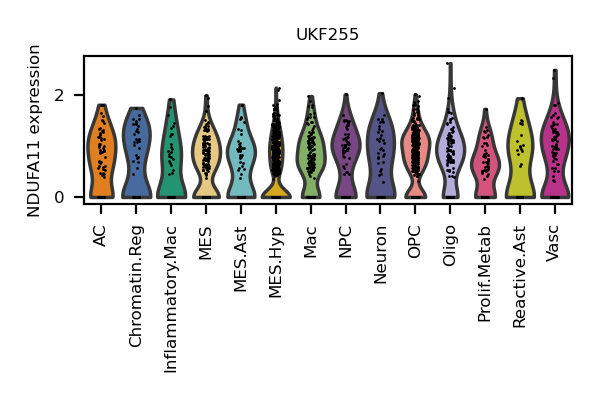 UKF255
NDUFA11 expression
2
0
AC
Chromatin.Reg
Inflammatory.Mac
MES
MES.Ast
MES.Hyp
Mac
NPC
Neuron
OPC
Oligo
Prolif.Metab
Reactive.Ast
Vasc